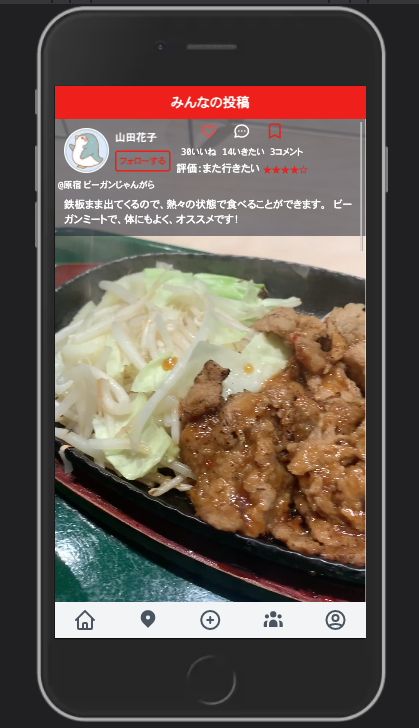 みんなの投稿
山田花子
フォローする
30いいね 14いきたい 3コメント
評価:また行きたい ★★★★☆
@原宿 ビーガンじゃんがら
鉄板まま出てくるので、熱々の状態で食べることができます。 ビー
ガンミートで、体にもよく、オススメです!